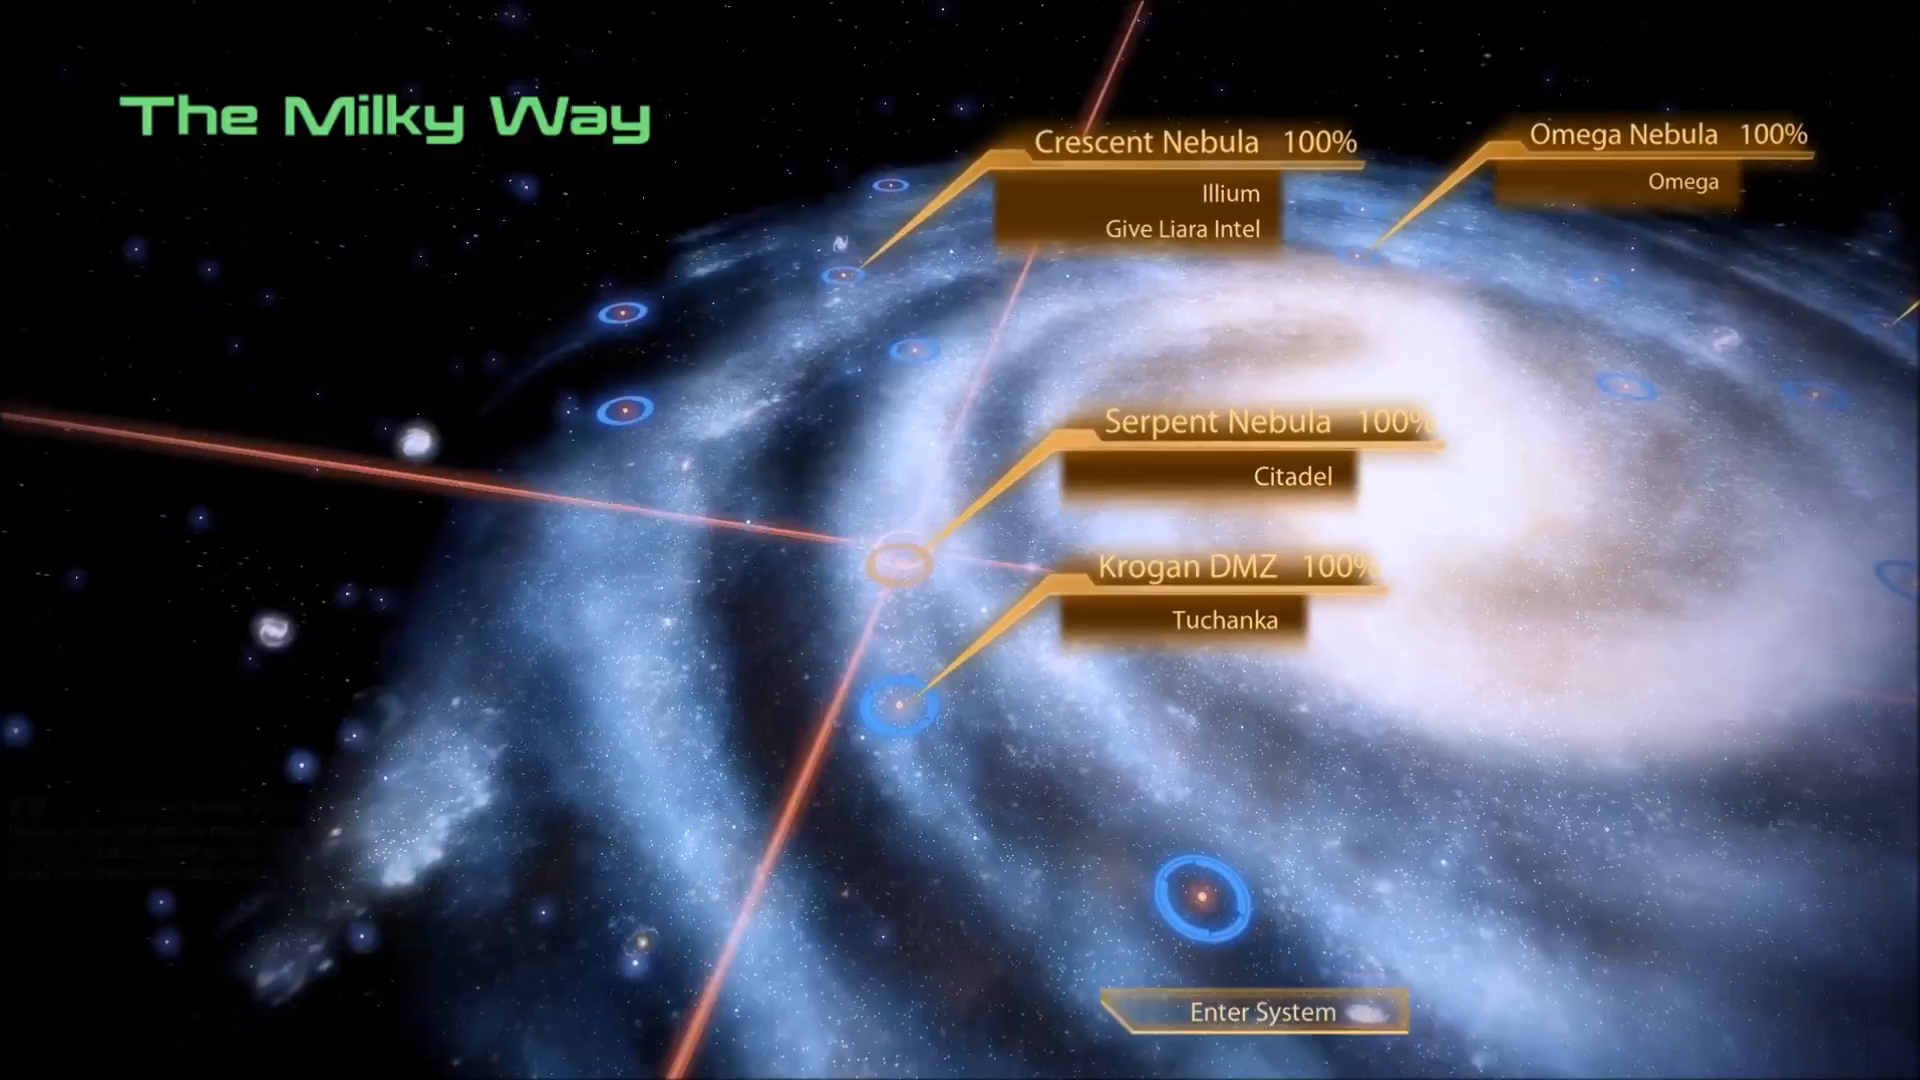 The Milky Way
Crescent Nebula 100%
Illium
Give Liara Intel
Omega Nebula 100%
Omega
Serpent Nebula 100%
Citadel
Krogan DMZ 100%
Tuchanka
Enter System